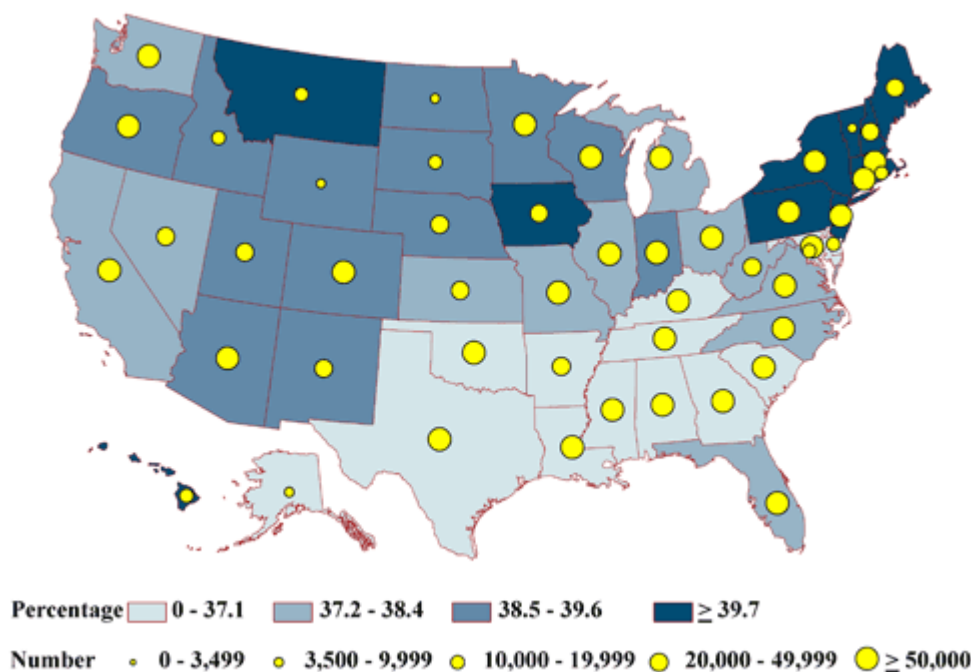 Percentage 0 - 37.1 37.2 - 38.4 38.5 - 39.6 ≥ 39.7
Number 0 - 3,499 3,500 - 9,999 10,000 - 19,999 20,000 - 49,999 ≥ 50,000